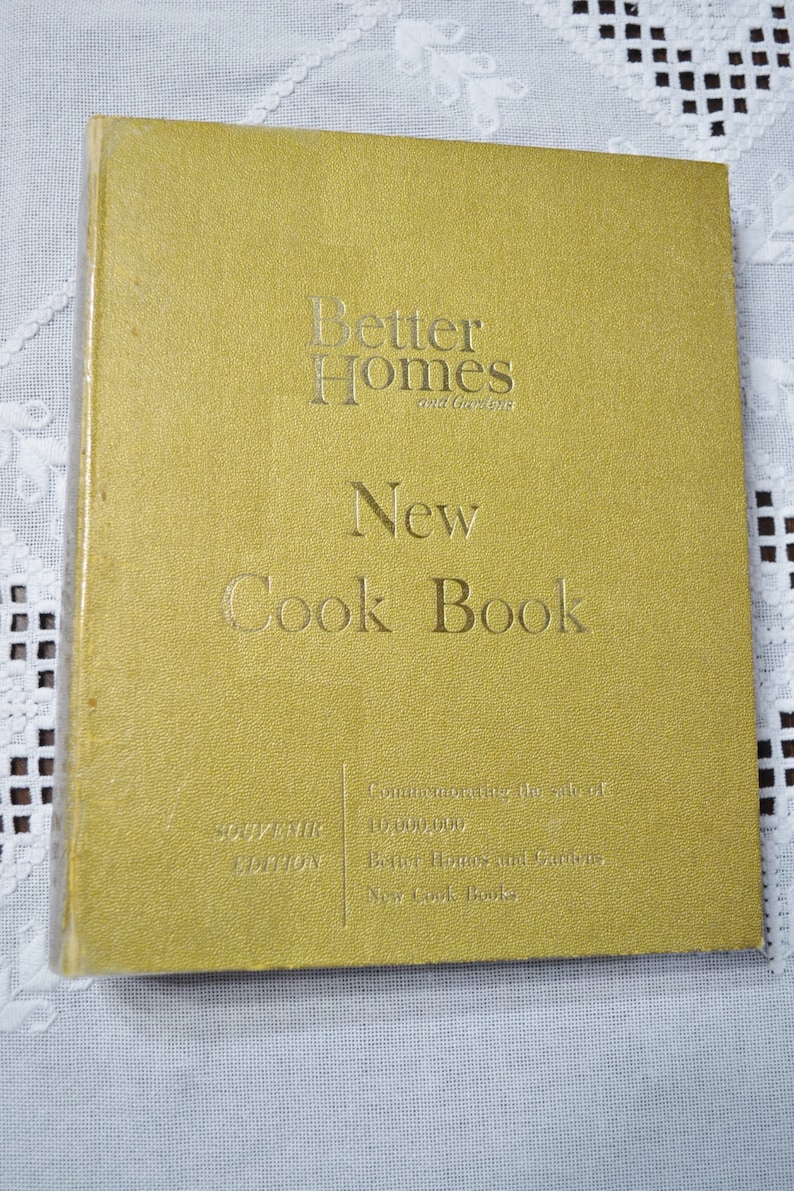 Better
Homes
and Gardens
New
Cook Book
SOUVENIR
EDITION
Commemorating the sale of
10,000,000
Better Homes and Gardens
New Cook Books